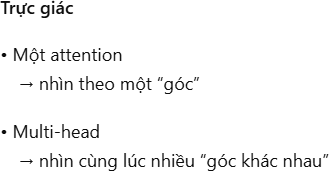 Trực giác
• Một attention
→ nhìn theo một “góc”
• Multi-head
→ nhìn cùng lúc nhiều “góc khác nhau”